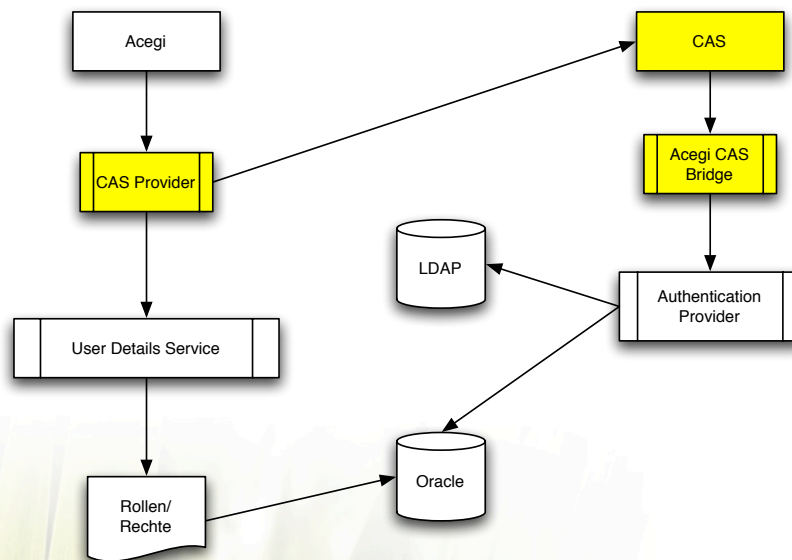 Acegi
CAS
CAS Provider
Acegi CAS
Bridge
LDAP
Authentication
Provider
User Details Service
Rollen/
Rechte
Oracle